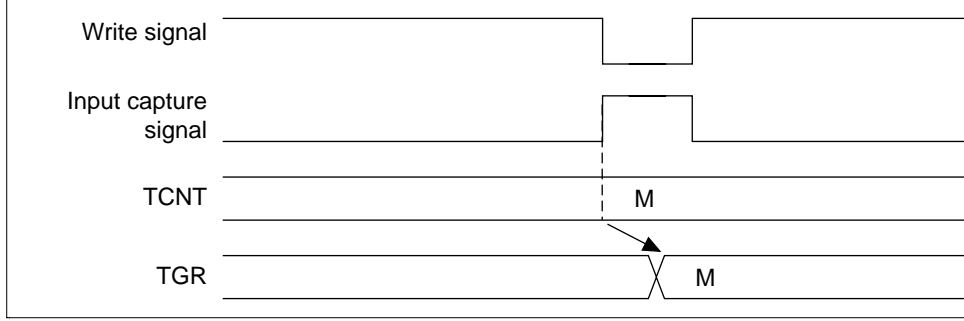 Write signal
Input capture
signal
TCNT
M
TGR
M